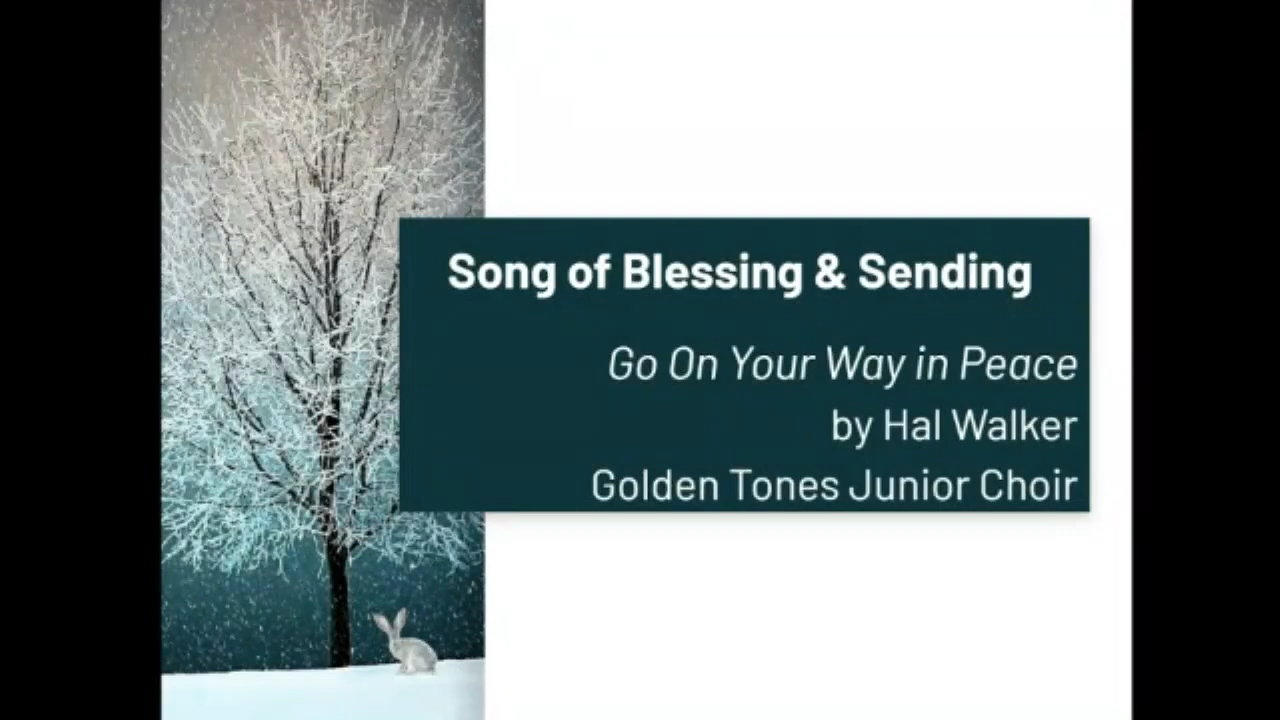 Song of Blessing & Sending
Go On Your Way in Peace
by Hal Walker
Golden Tones Junior Choir